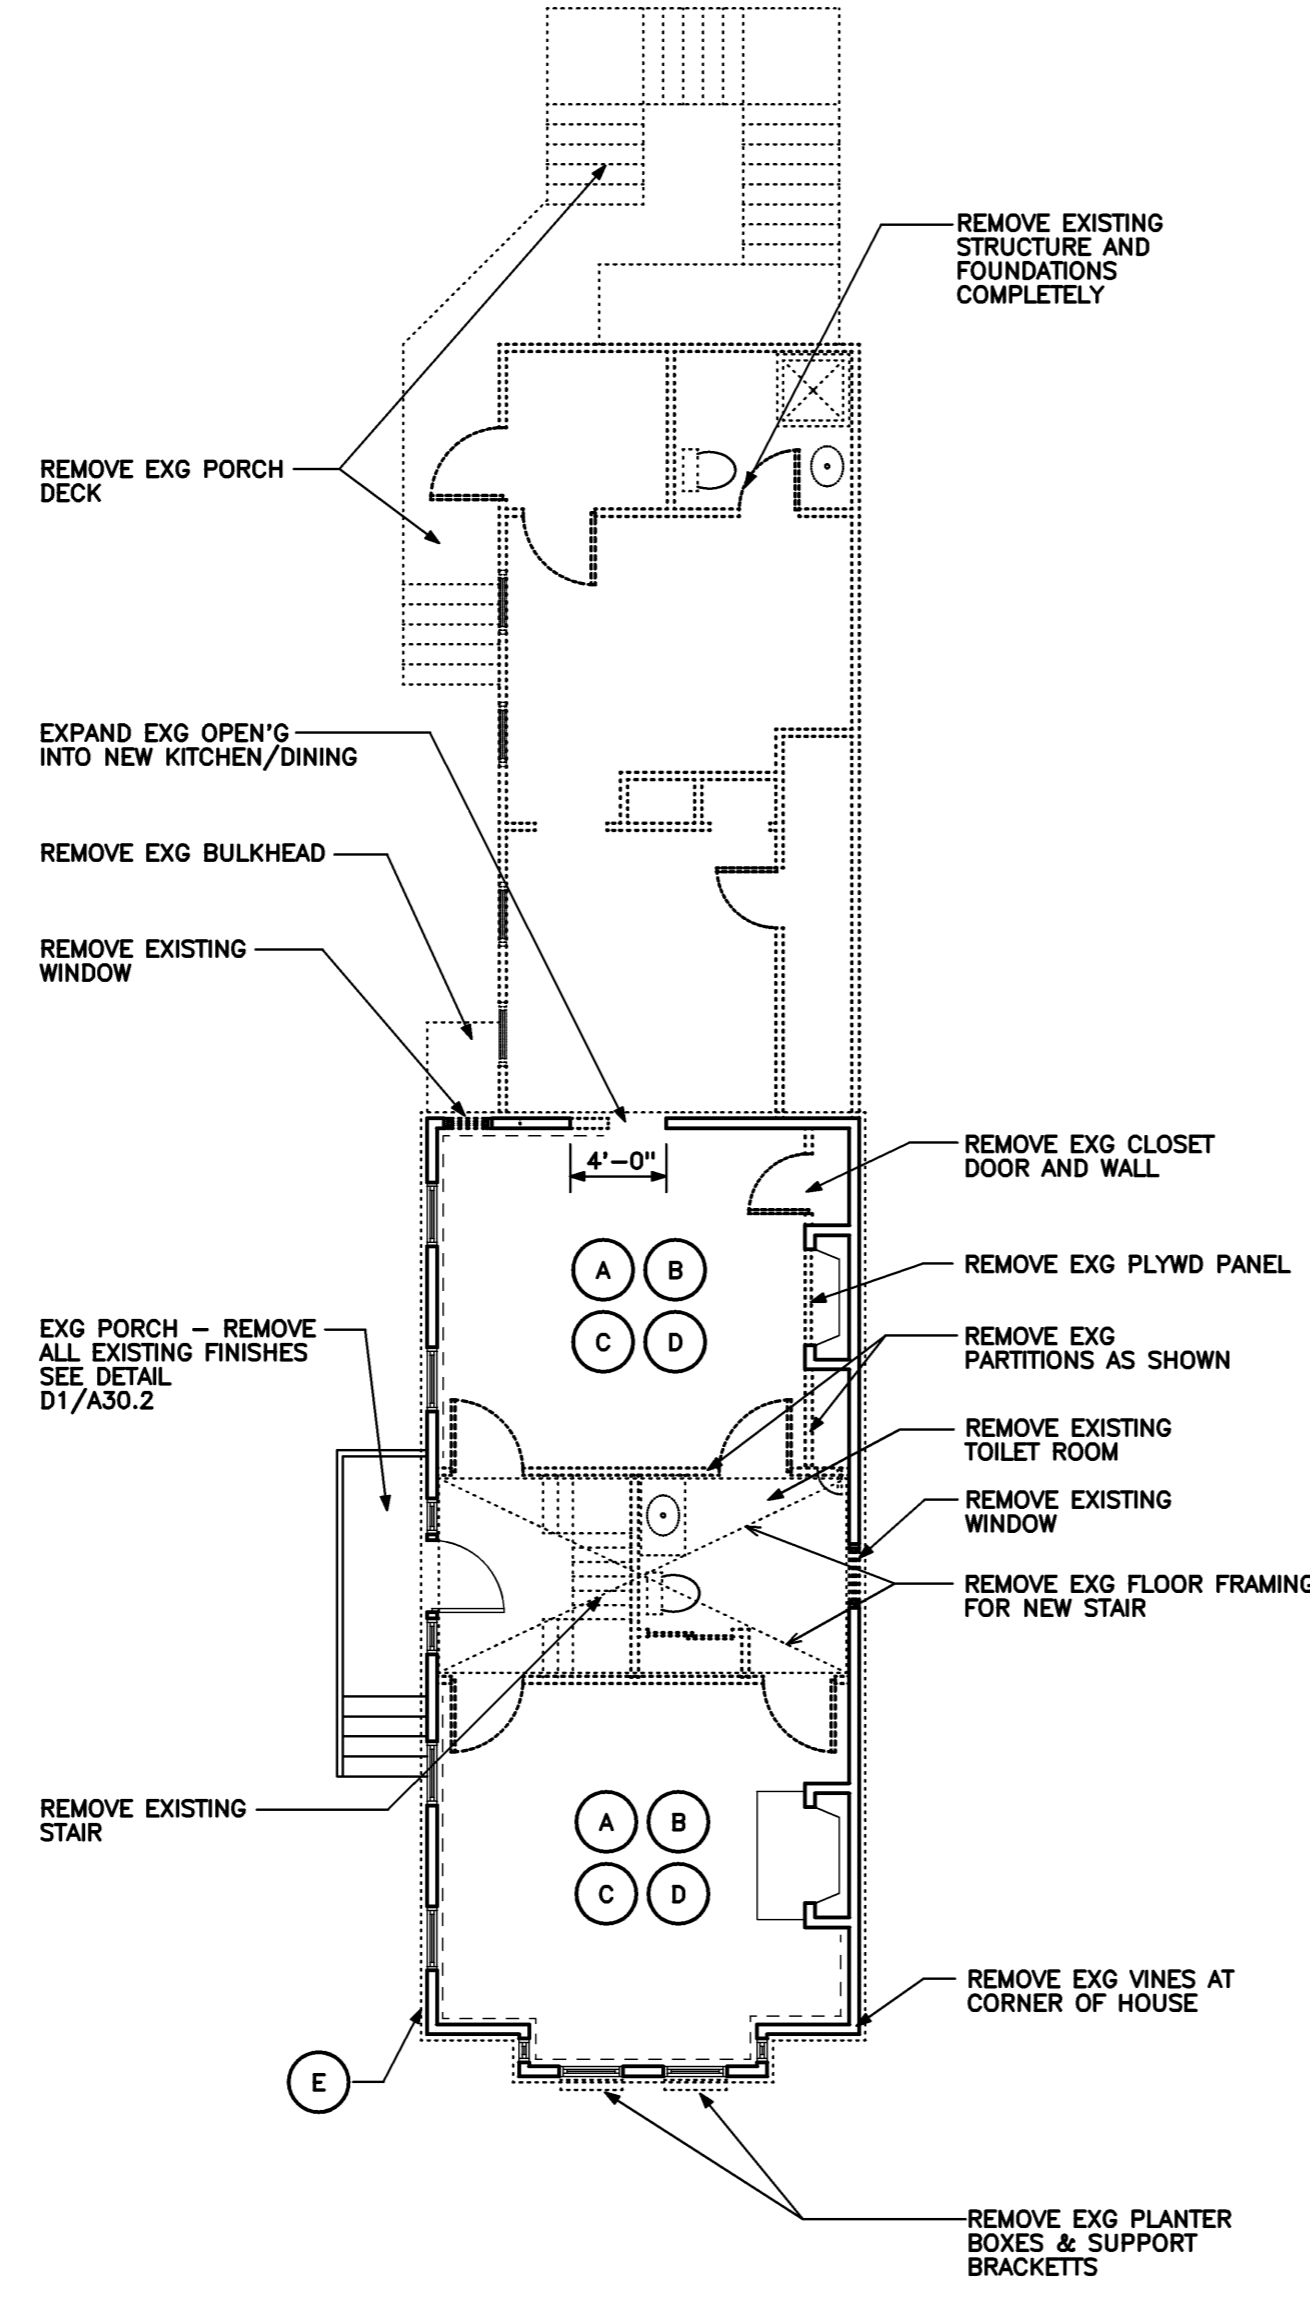 REMOVE EXISTING
STRUCTURE AND
FOUNDATIONS
COMPLETELY
REMOVE EXG PORCH
DECK
EXPAND EXG OPEN'G
INTO NEW KITCHEN/DINING
REMOVE EXG BULKHEAD
REMOVE EXISTING
WINDOW
4'-0"
REMOVE EXG CLOSET
DOOR AND WALL
A B
C D
REMOVE EXG PLYWD PANEL
EXG PORCH – REMOVE
ALL EXISTING FINISHES
SEE DETAIL
D1/A30.2
REMOVE EXG
PARTITIONS AS SHOWN
REMOVE EXISTING
TOILET ROOM
REMOVE EXISTING
WINDOW
REMOVE EXG FLOOR FRAMING
FOR NEW STAIR
REMOVE EXISTING
STAIR
A B
C D
REMOVE EXG VINES AT
CORNER OF HOUSE
E
REMOVE EXG PLANTER
BOXES & SUPPORT
BRACKETTS